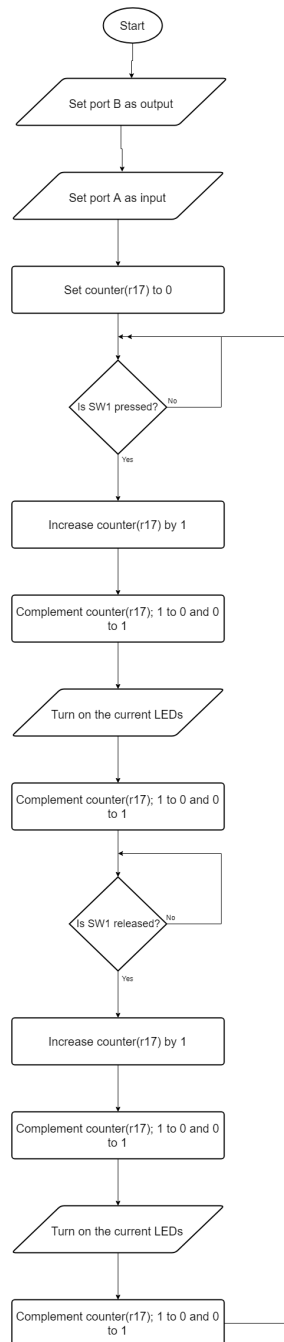 Start
Set port B as output
Set port A as input
Set counter(r17) to 0
Is SW1 pressed?
No
Yes
Increase counter(r17) by 1
Complement counter(r17); 1 to 0 and 0
to 1
Turn on the current LEDs
Complement counter(r17); 1 to 0 and 0
to 1
Is SW1 released?
No
Yes
Increase counter(r17) by 1
Complement counter(r17); 1 to 0 and 0
to 1
Turn on the current LEDs
Complement counter(r17); 1 to 0 and 0
to 1